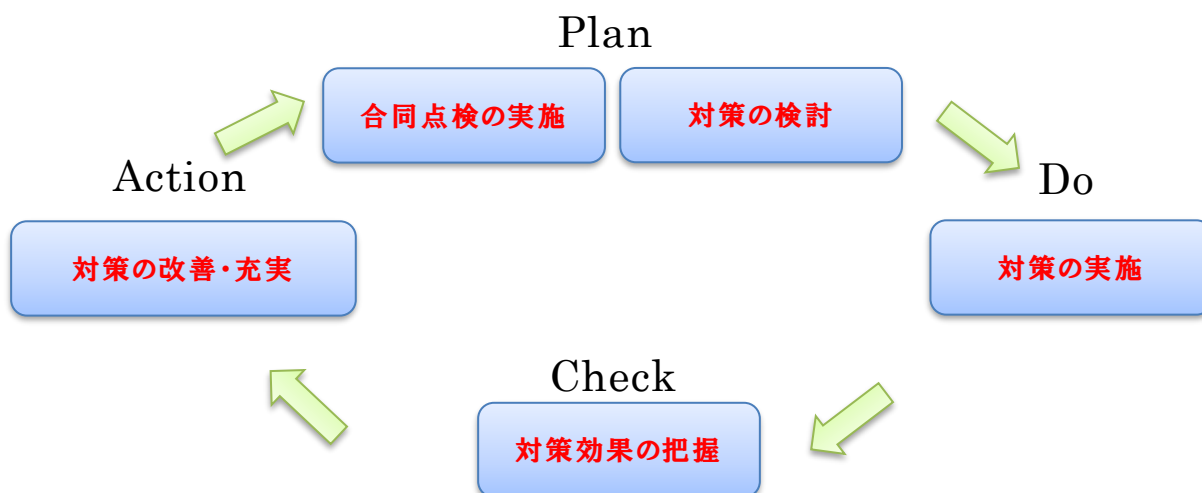 Plan
合同点検の実施
対策の検討
Action
Do
対策の改善・充実
対策の実施
Check
対策効果の把握